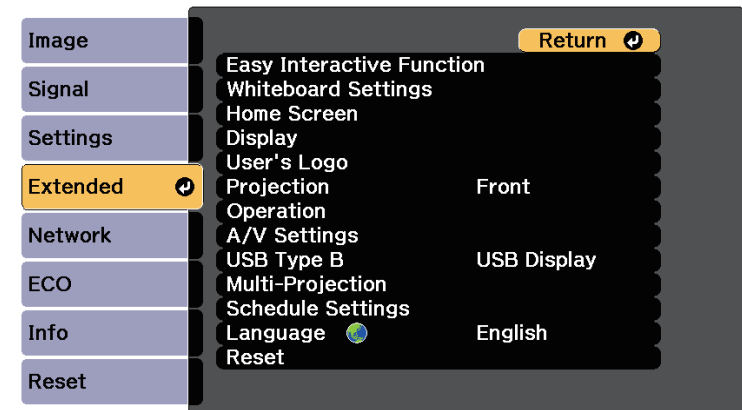 Image
Signal
Settings
Extended
Network
ECO
Info
Reset
Return
Easy Interactive Function
Whiteboard Settings
Home Screen
Display
User's Logo
Projection Front
Operation
A/V Settings
USB Type B USB Display
Multi-Projection
Schedule Settings
Language English
Reset